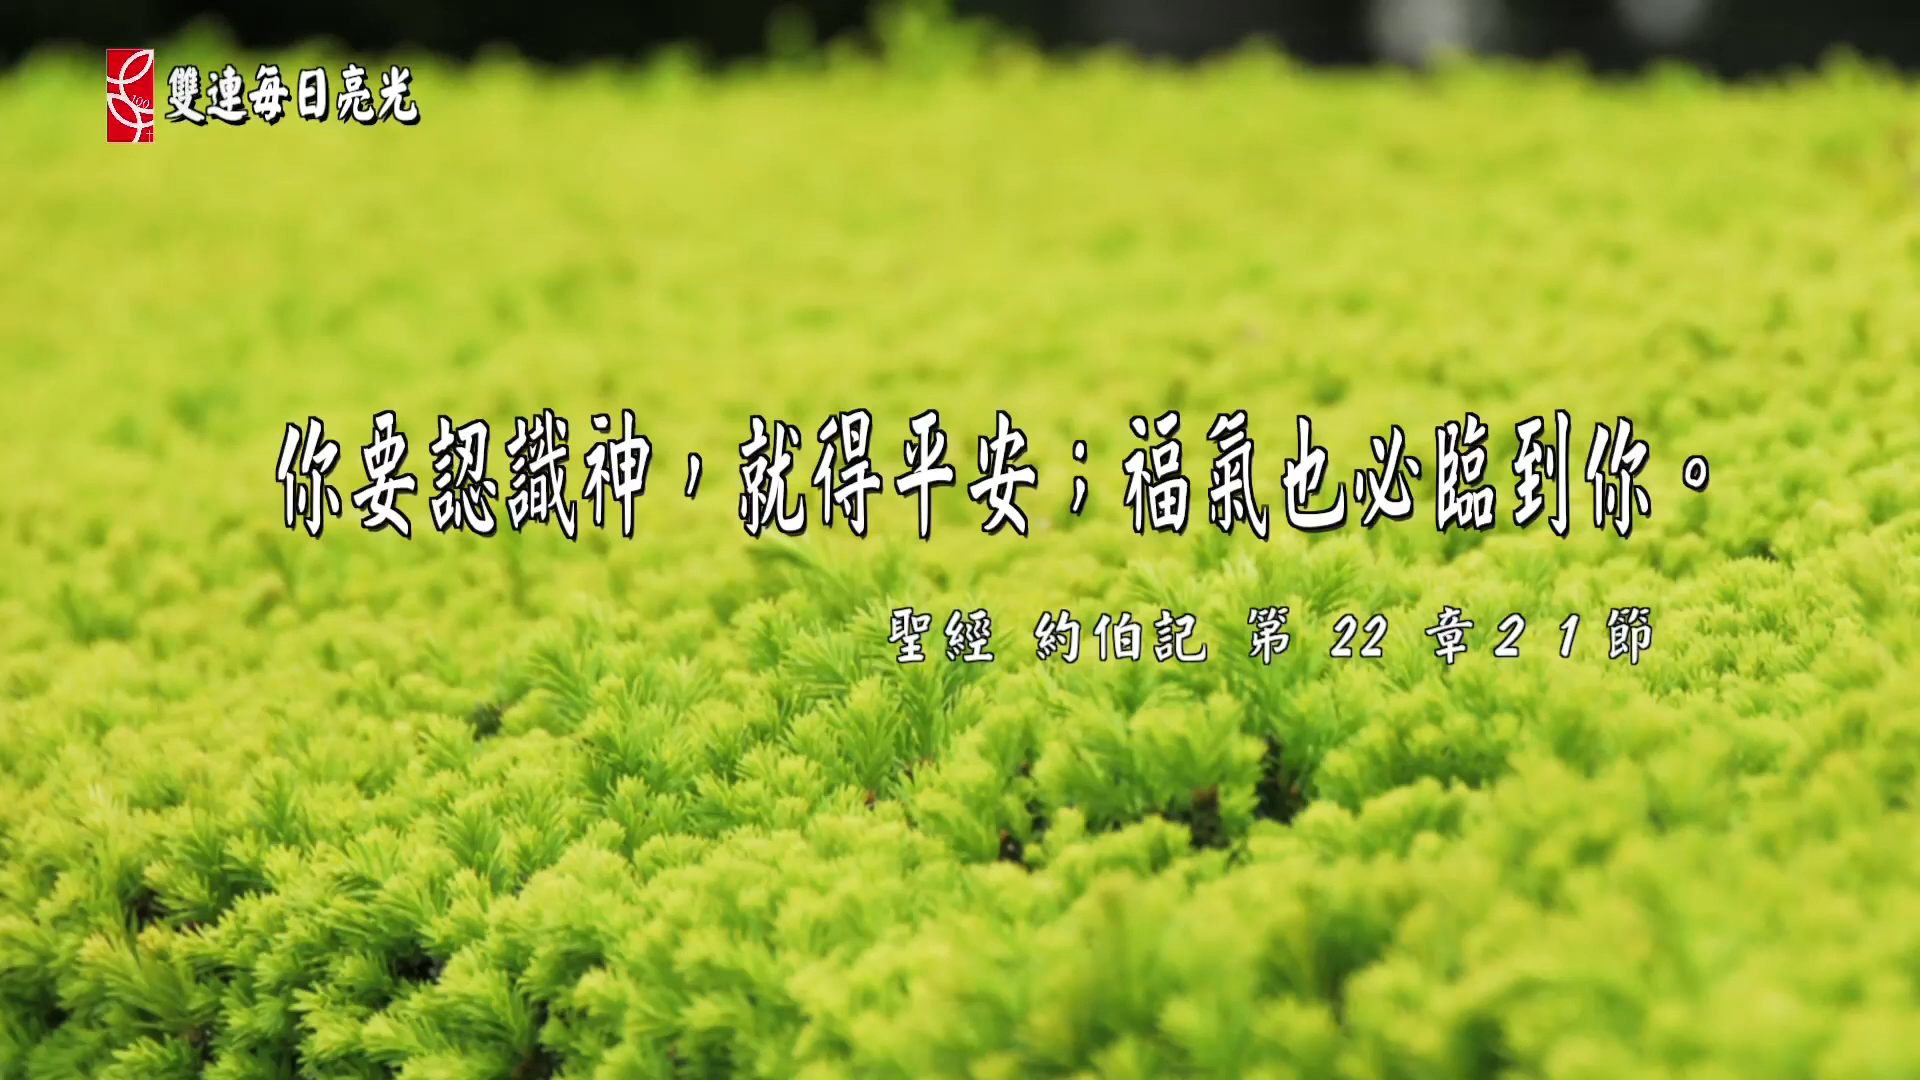 雙連每日亮光
100
你要認識神，就得平安；福氣也必臨到你。
聖經 約伯記 第 22 章２１節